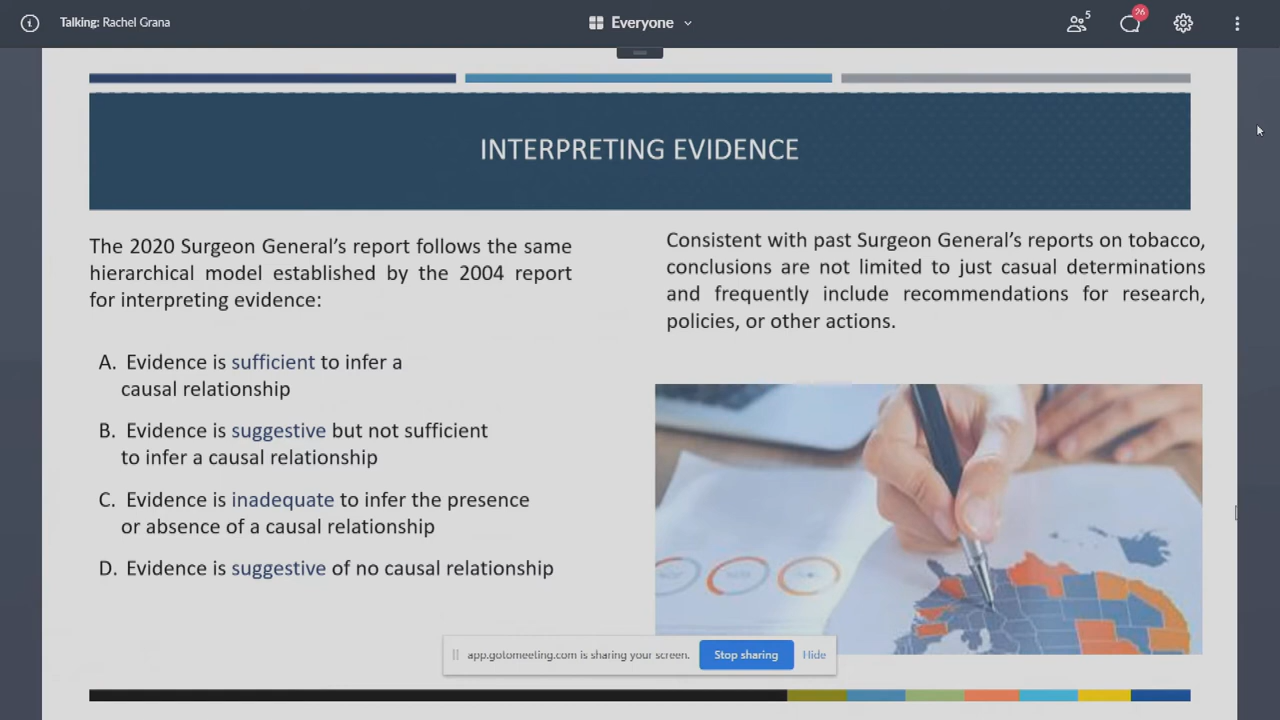 Talking: Rachel Grana
Everyone
5
26
INTERPRETING EVIDENCE
The 2020 Surgeon General's report follows the same
hierarchical model established by the 2004 report
for interpreting evidence:
A. Evidence is sufficient to infer a
causal relationship
B. Evidence is suggestive but not sufficient
to infer a causal relationship
C. Evidence is inadequate to infer the presence
or absence of a causal relationship
D. Evidence is suggestive of no causal relationship
Consistent with past Surgeon General's reports on tobacco,
conclusions are not limited to just casual determinations
and frequently include recommendations for research,
policies, or other actions.
app.gotomeeting.com is sharing your screen.
Stop sharing
Hide